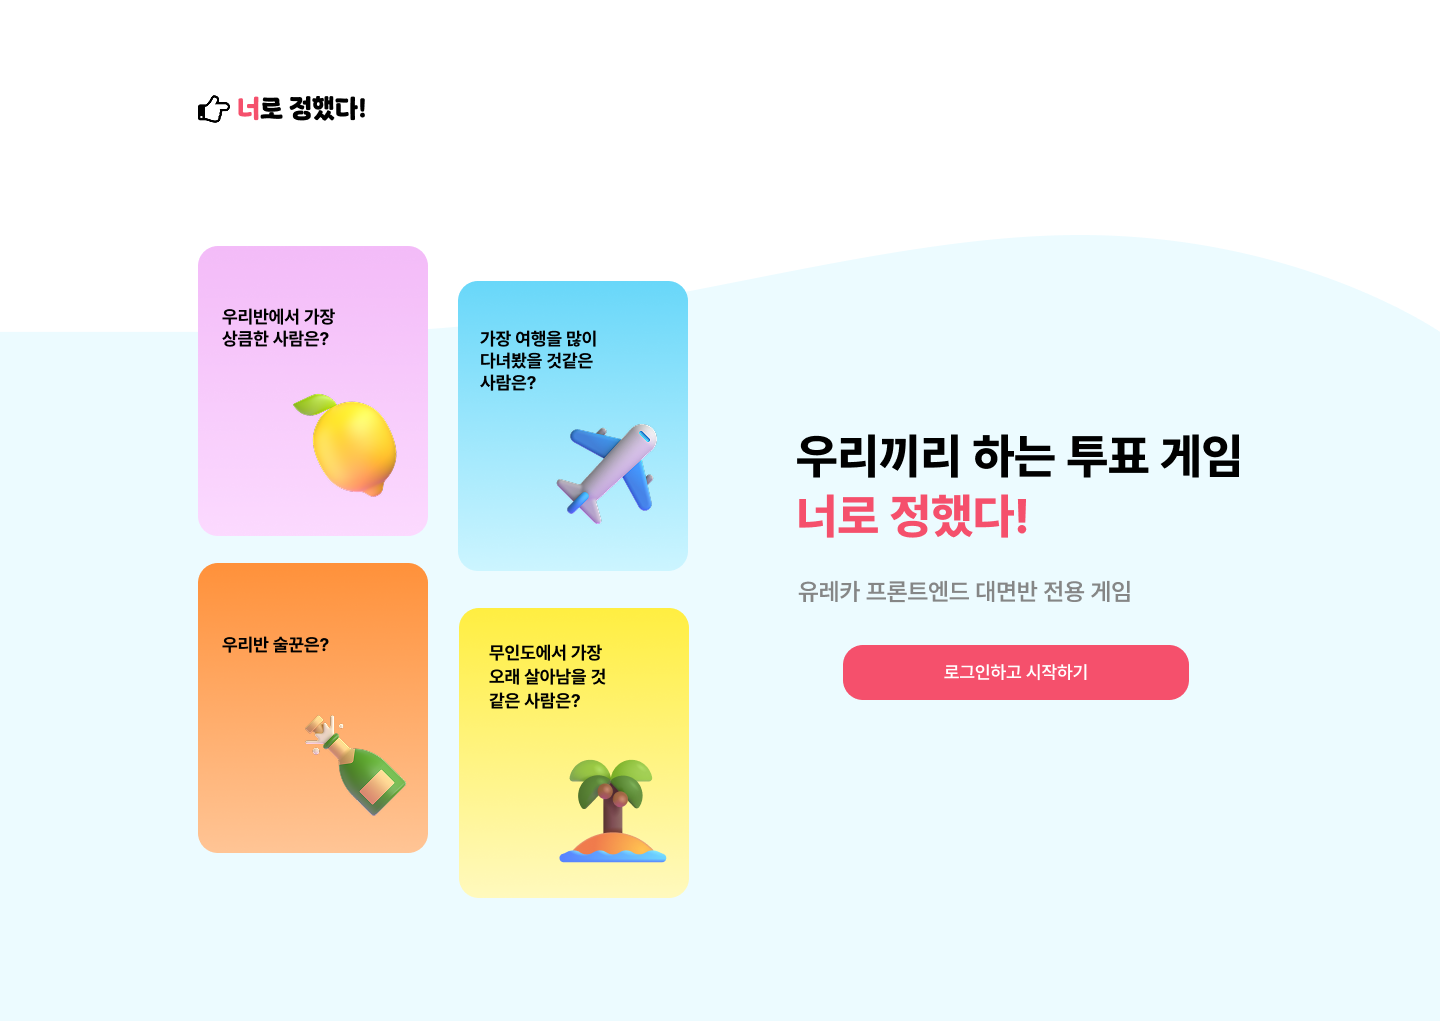 너로 정했다!
우리반에서 가장
상큼한 사람은?
가장 여행을 많이
다녀봤을 것같은
사람은?
우리반 술꾼은?
무인도에서 가장
오래 살아남을 것
같은 사람은?
우리끼리 하는 투표 게임
너로 정했다!
유레카 프론트엔드 대면반 전용 게임
로그인하고 시작하기